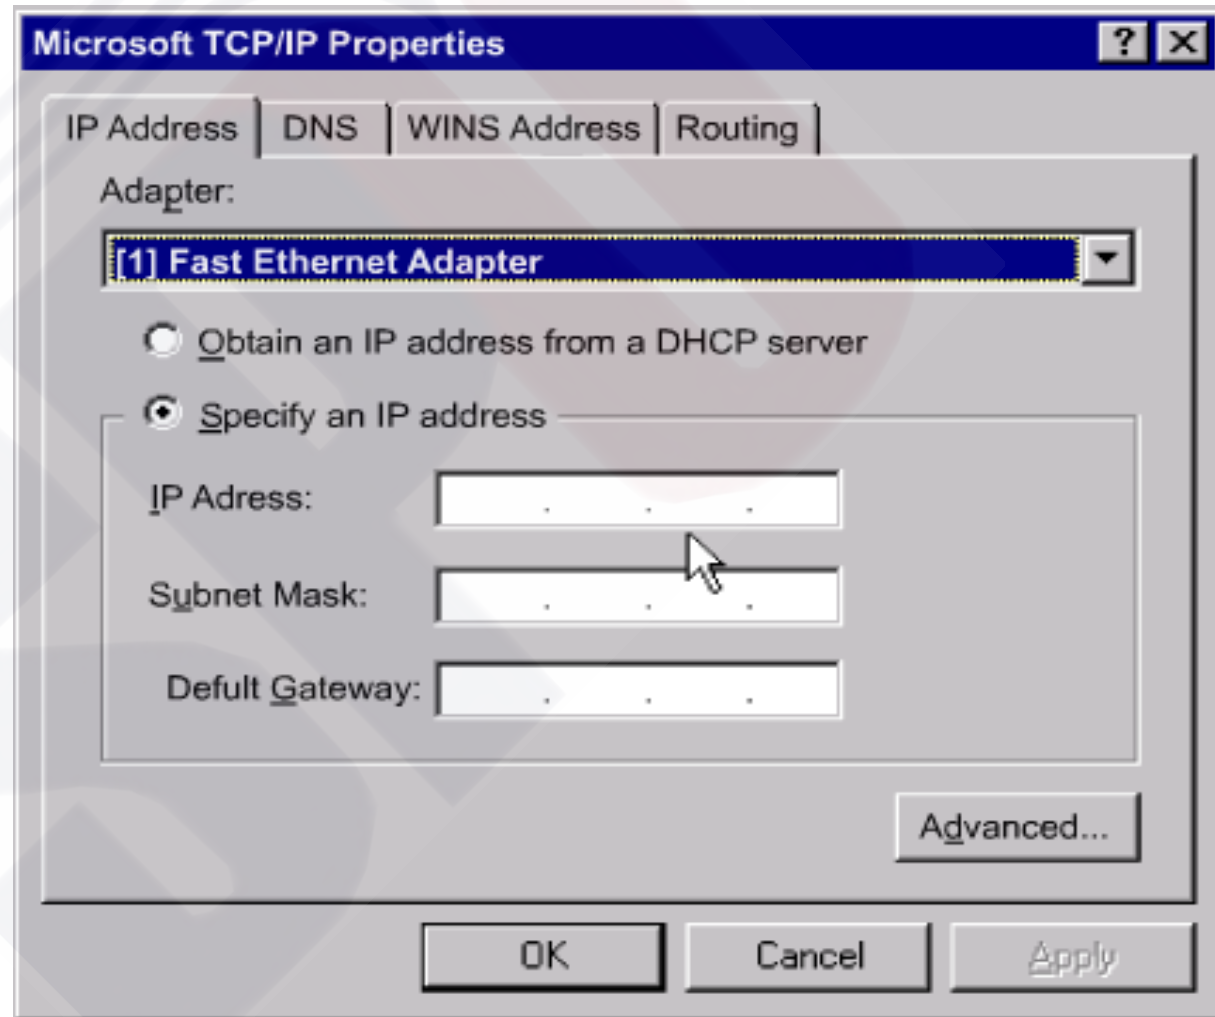 Microsoft TCP/IP Properties
IP Address DNS WINS Address Routing
Adapter:
[1] Fast Ethernet Adapter
Obtain an IP address from a DHCP server
Specify an IP address
IP Adress:
Subnet Mask:
Defult Gateway:
Advanced...
OK Cancel Apply